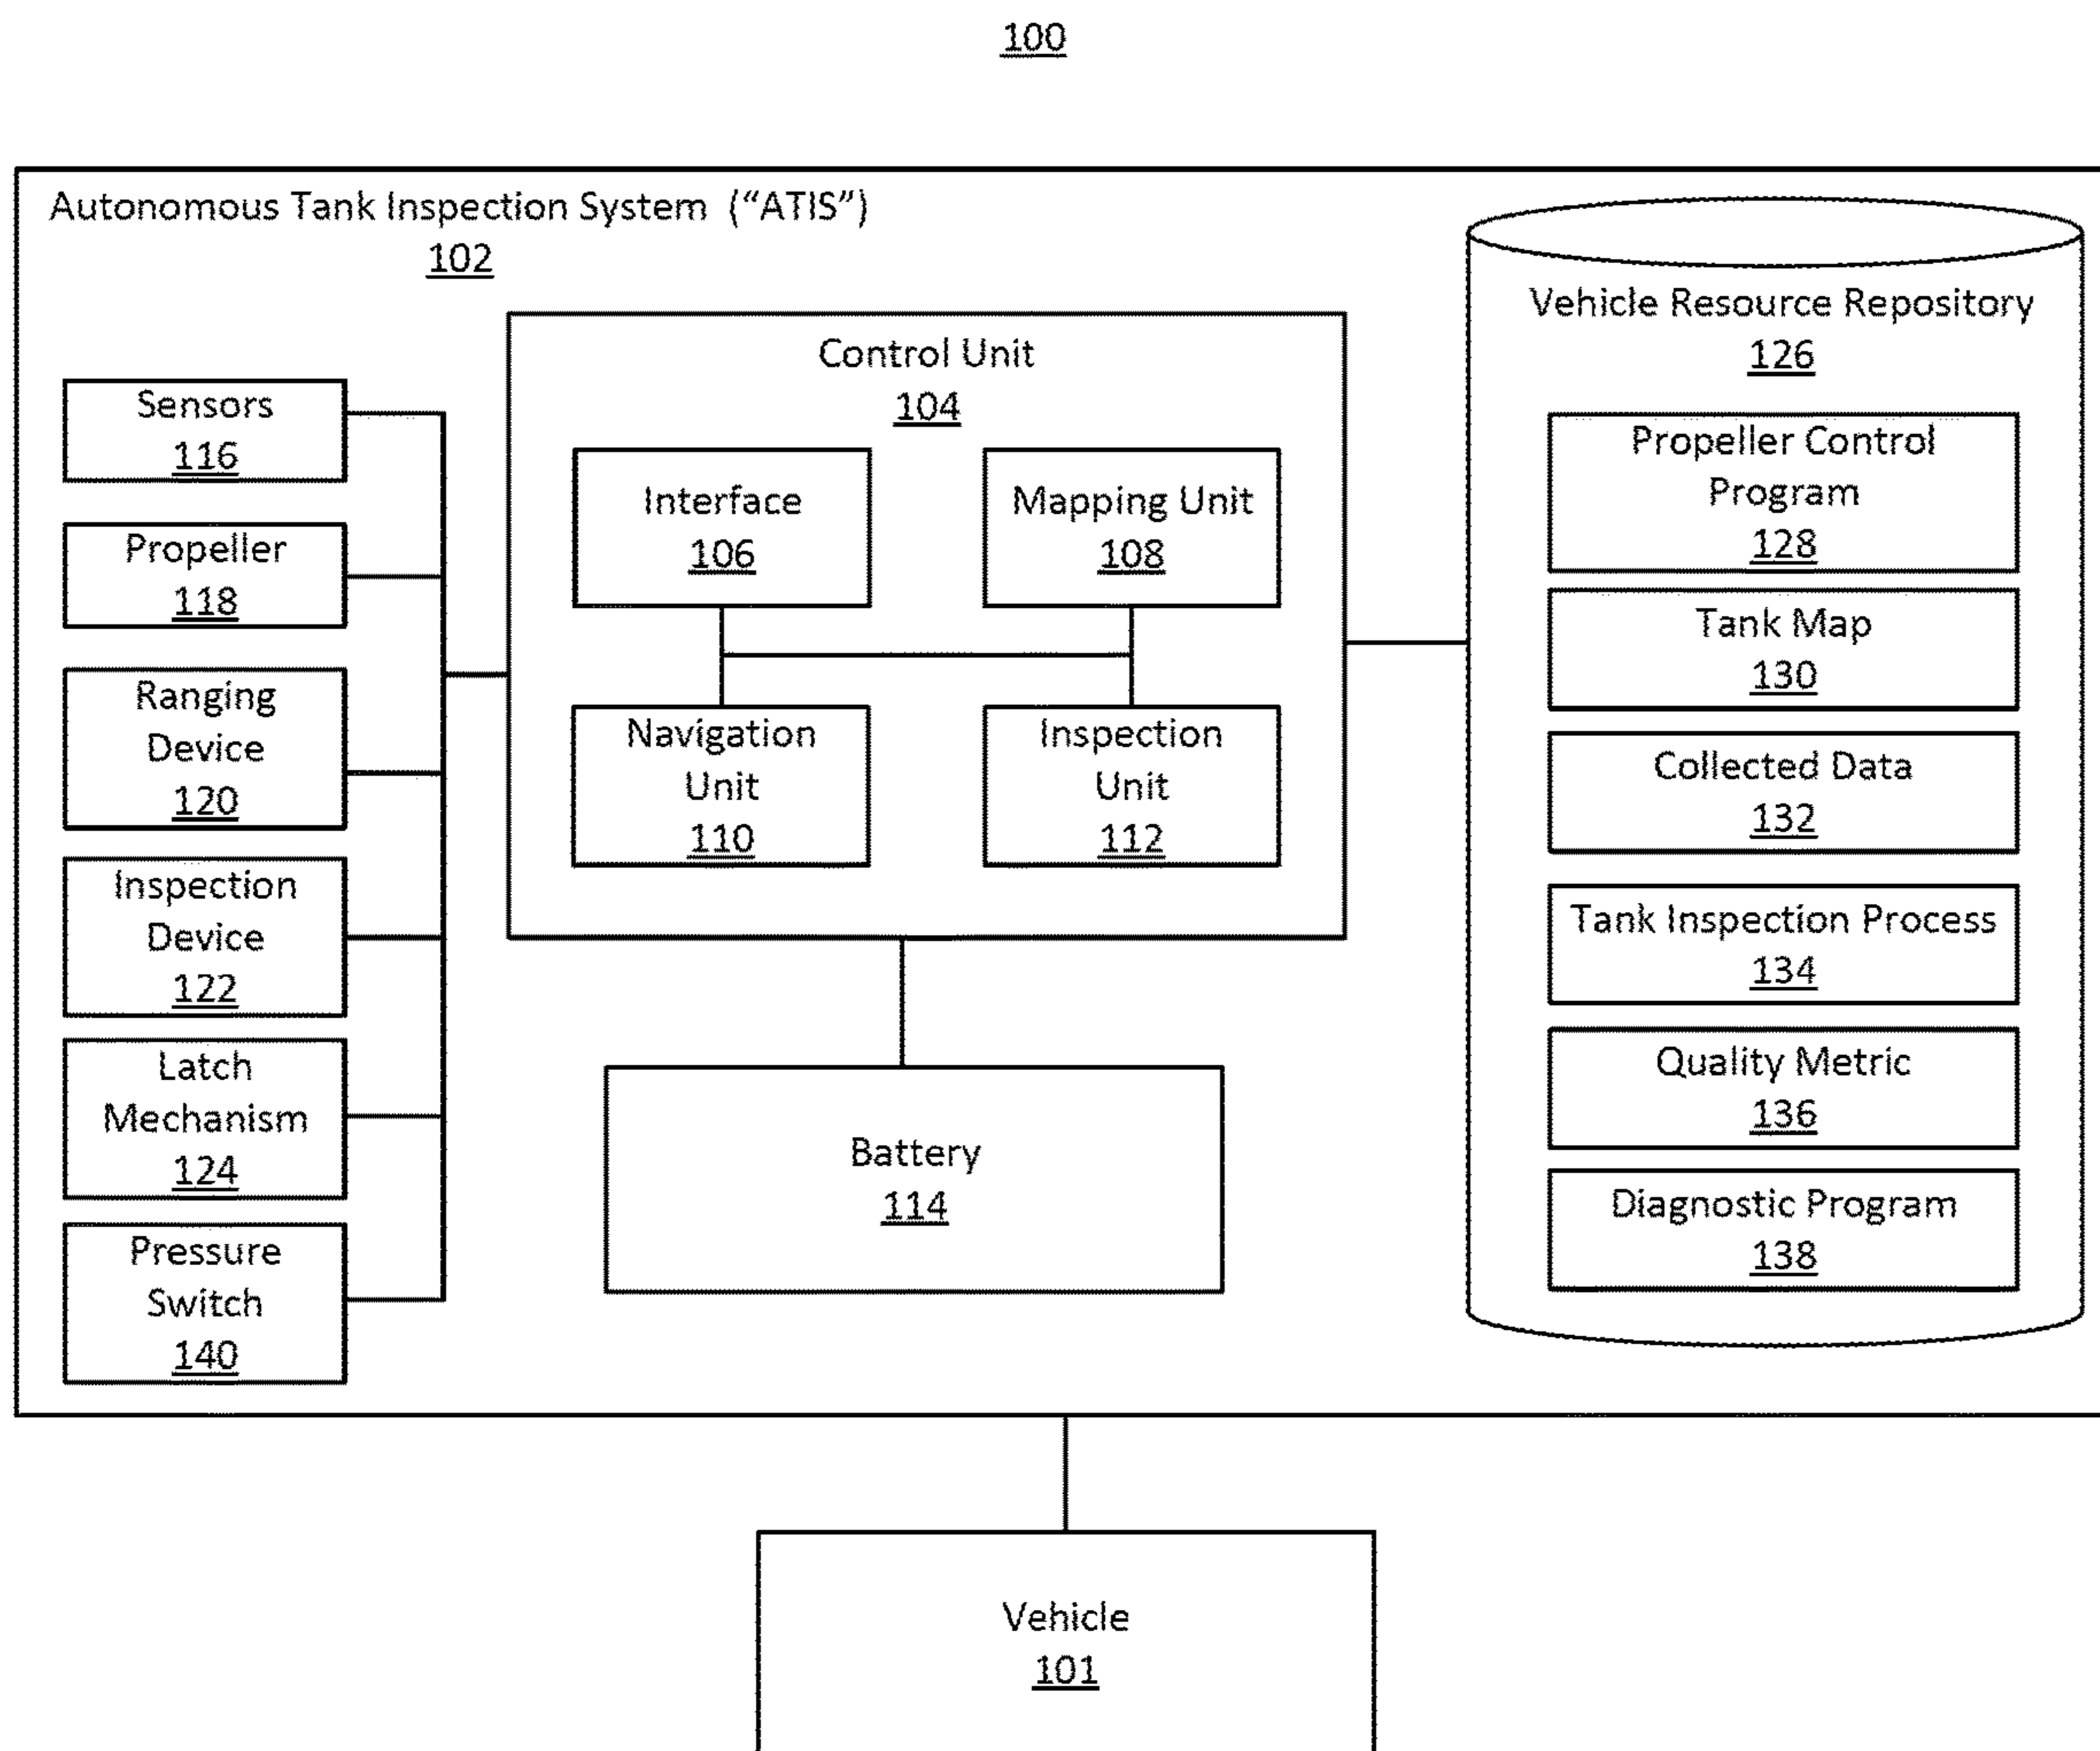 100
Autonomous Tank Inspection System (“ATIS”)
102
Sensors
116
Propeller
118
Ranging
Device
120
Inspection
Device
122
Latch
Mechanism
124
Pressure
Switch
140
Control Unit
104
Interface
106
Mapping Unit
108
Navigation
Unit
110
Inspection
Unit
112
Battery
114
Vehicle Resource Repository
126
Propeller Control
Program
128
Tank Map
130
Collected Data
132
Tank Inspection Process
134
Quality Metric
136
Diagnostic Program
138
Vehicle
101